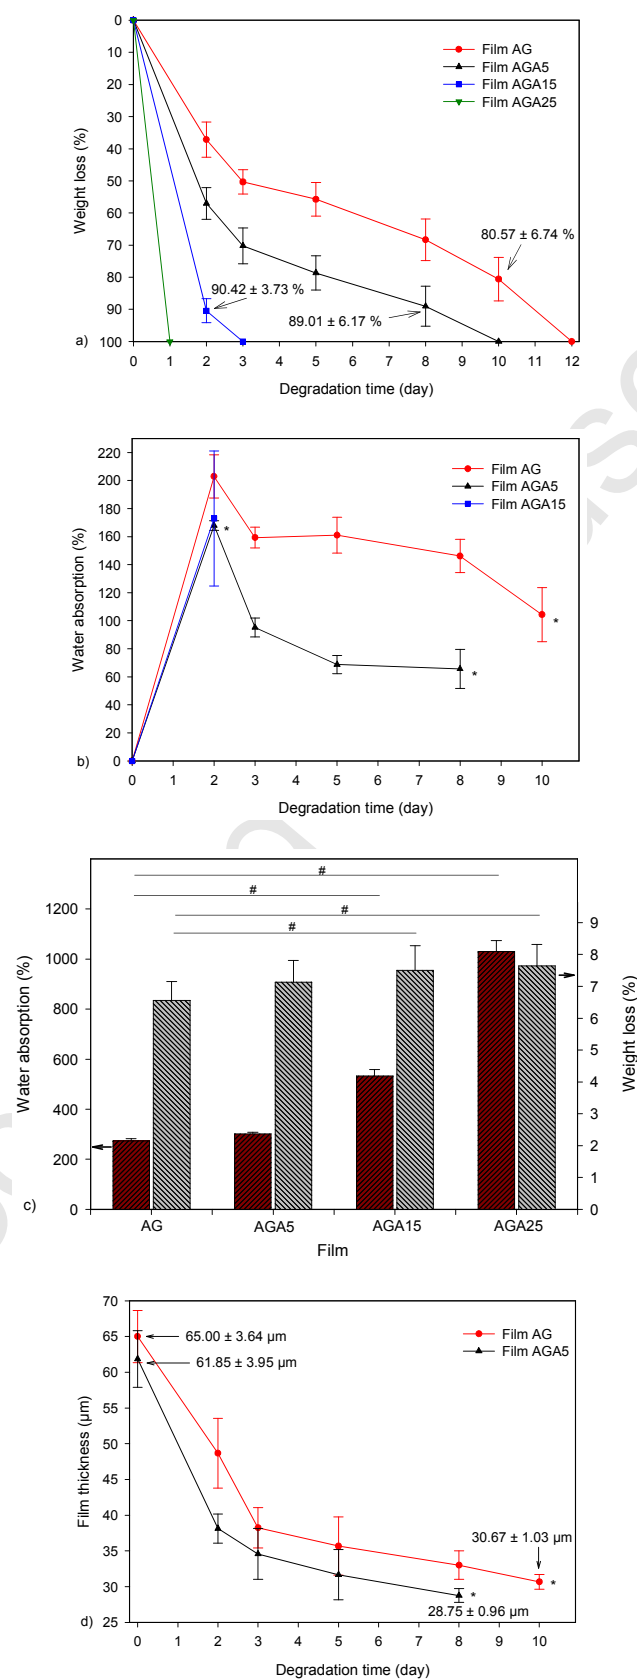 0
10
20
30
40
50
60
70
80
90
100
Weight loss (%)
Film AG
Film AGA5
Film AGA15
Film AGA25
80.57 ± 6.74 %
90.42 ± 3.73 %
89.01 ± 6.17 %
a)
0 1 2 3 4 5 6 7 8 9 10 11 12
Degradation time (day)
220
200
180
160
140
120
100
80
60
40
20
0
Water absorption (%)
Film AG
Film AGA5
Film AGA15
*
*
*
b)
0 1 2 3 4 5 6 7 8 9 10
Degradation time (day)
#
#
#
#
1200
1000
800
600
400
200
0
Water absorption (%)
9
8
7
6
5
4
3
2
1
0
Weight loss (%)
c)
AG AGA5 AGA15 AGA25
Film
70
65
60
55
50
45
40
35
30
25
Film thickness (µm)
Film AG
Film AGA5
65.00 ± 3.64 µm
61.85 ± 3.95 µm
30.67 ± 1.03 µm
*
*
28.75 ± 0.96 µm
d)
0 1 2 3 4 5 6 7 8 9 10
Degradation time (day)